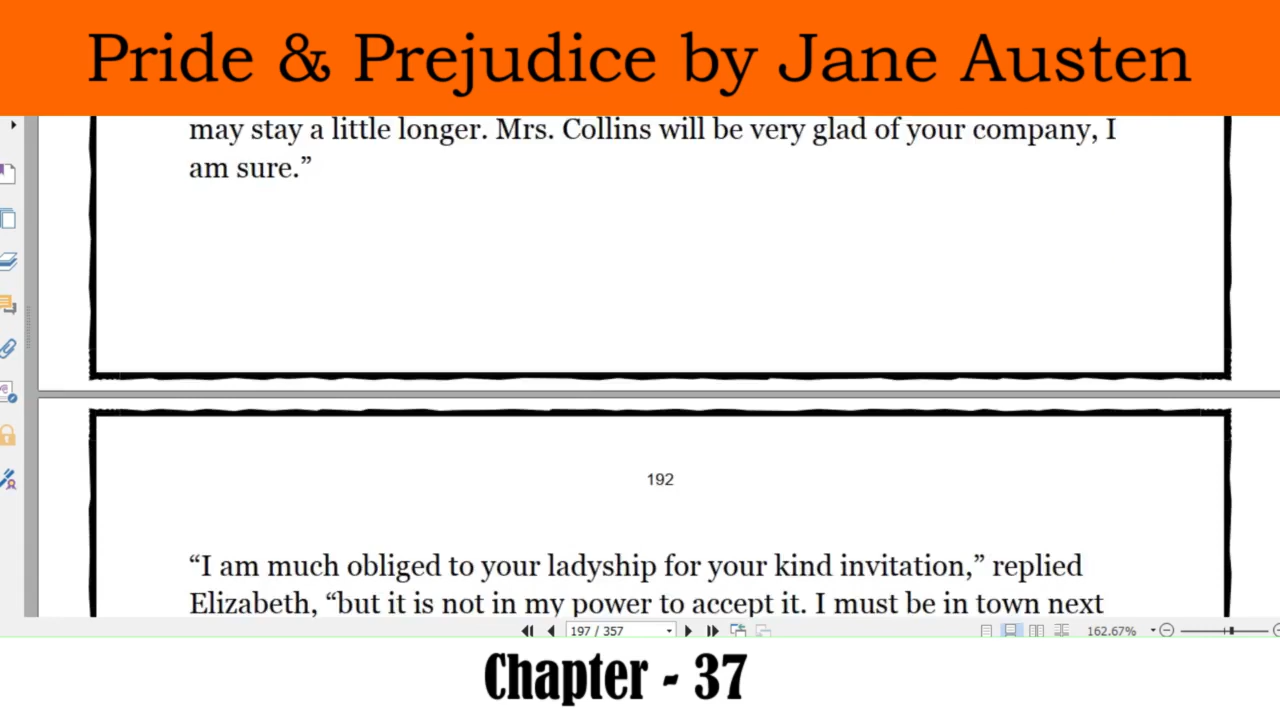 Pride & Prejudice by Jane Austen
may stay a little longer. Mrs. Collins will be very glad of your company, I
am sure.”
192
“I am much obliged to your ladyship for your kind invitation,” replied
Elizabeth, “but it is not in my power to accept it. I must be in town next
197 / 357
162.67%
Chapter - 37